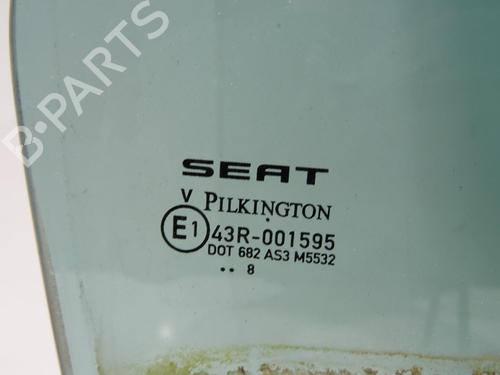 B-PARTS
SEAT
V PILKINGTON
E1 43R-001595
DOT 682 AS3 M5532
.. 8